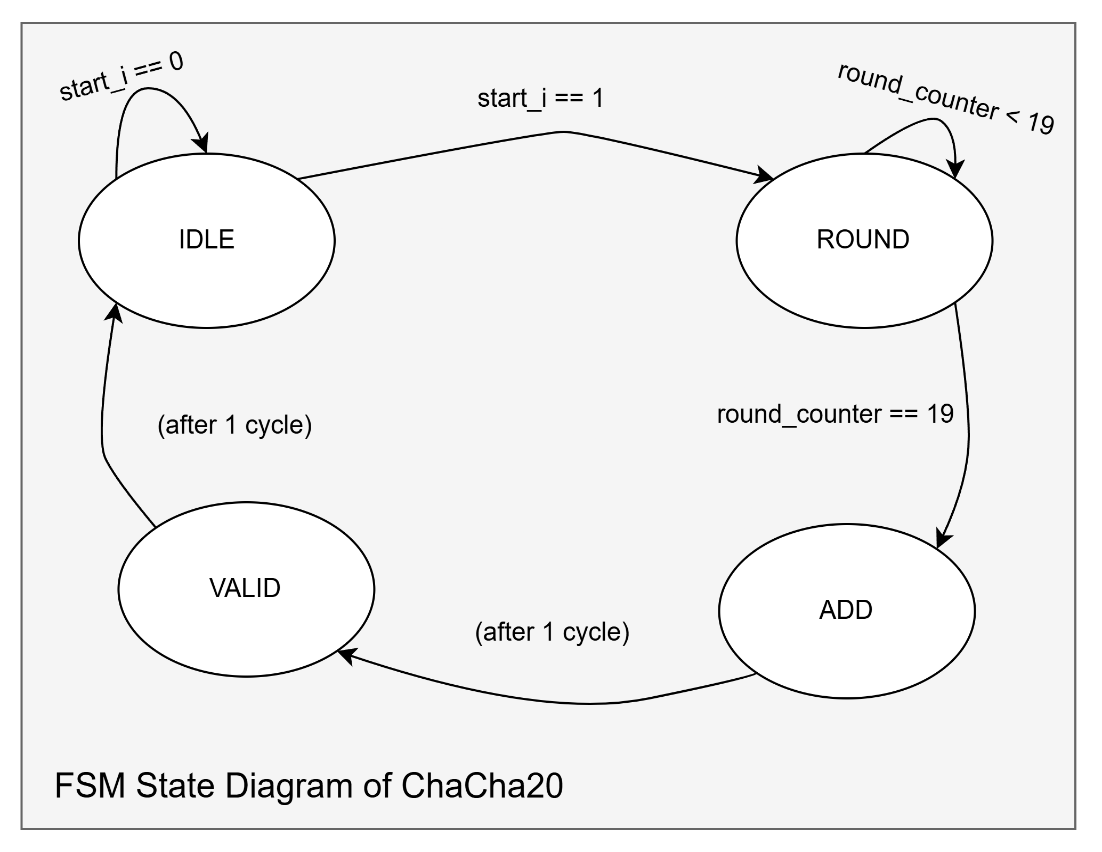 start_i == 0
start_i == 1
round_counter < 19
IDLE
ROUND
(after 1 cycle)
round_counter == 19
VALID
ADD
(after 1 cycle)
FSM State Diagram of ChaCha20